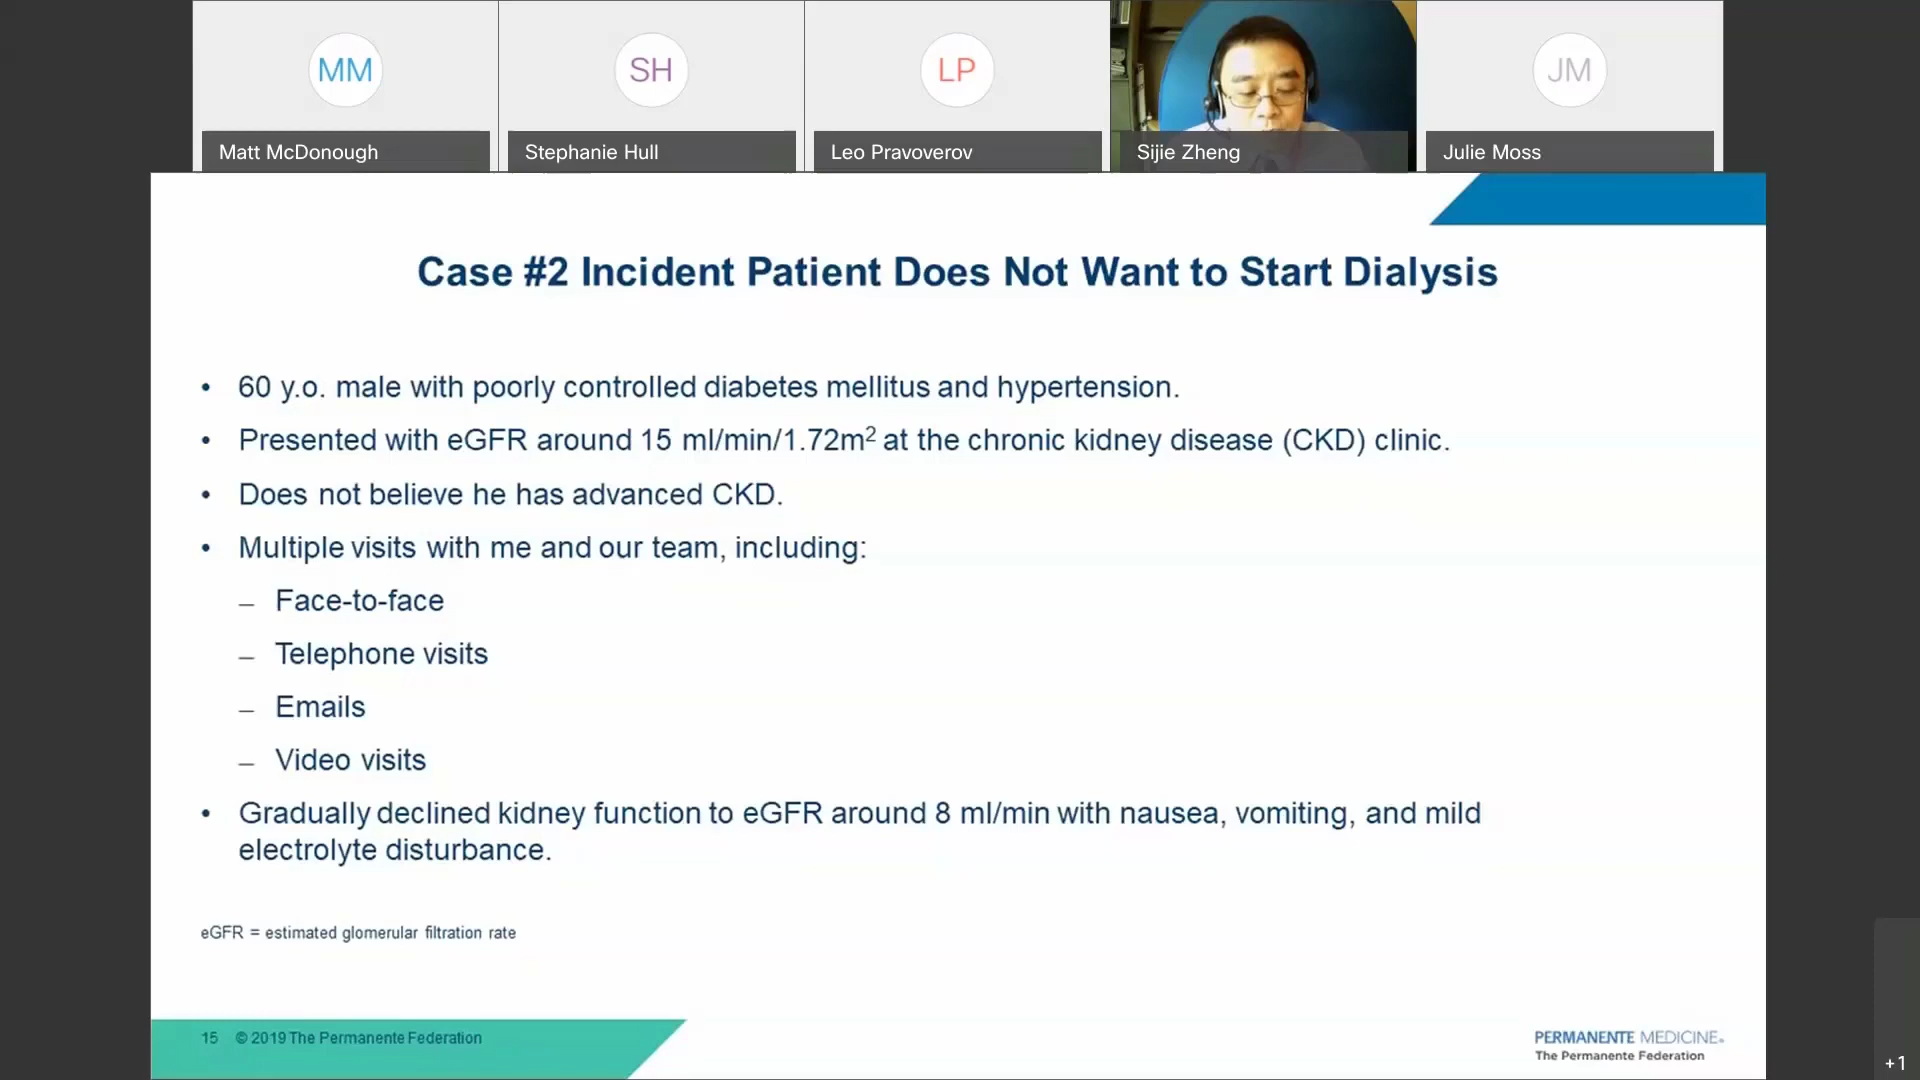 MM
SH
LP
JM
Matt McDonough
Stephanie Hull
Leo Pravoverov
Sijie Zheng
Julie Moss
Case #2 Incident Patient Does Not Want to Start Dialysis
• 60 y.o. male with poorly controlled diabetes mellitus and hypertension.
• Presented with eGFR around 15 ml/min/1.72m² at the chronic kidney disease (CKD) clinic.
• Does not believe he has advanced CKD.
• Multiple visits with me and our team, including:
– Face-to-face
– Telephone visits
– Emails
– Video visits
• Gradually declined kidney function to eGFR around 8 ml/min with nausea, vomiting, and mild
electrolyte disturbance.
eGFR = estimated glomerular filtration rate
15 © 2019 The Permanente Federation
PERMANENTE MEDICINE
The Permanente Federation
+1